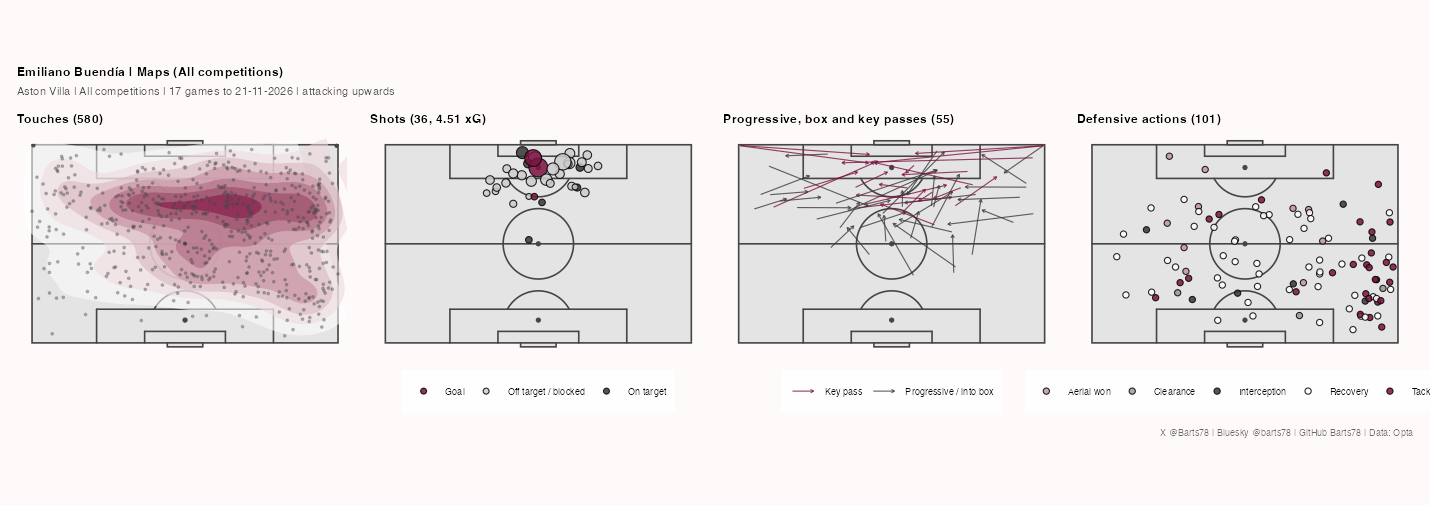 Emiliano Buendía | Maps (All competitions)
Aston Villa | All competitions | 17 games to 21-11-2026 | attacking upwards
Touches (580)
Shots (36, 4.51 xG)
Progressive, box and key passes (55)
Defensive actions (101)
Goal
Off target / blocked
On target
Key pass
Progressive / into box
Aerial won
Clearance
Interception
Recovery
Tack
X @Barts78 | Bluesky @barts78 | GitHub Barts78 | Data: Opta